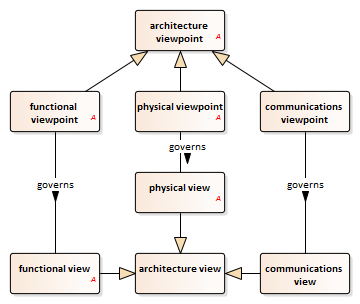 architecture
viewpoint
A
functional
viewpoint
A
physical viewpoint
A
communications
viewpoint
governs
physical view
A
governs
governs
functional view
A
architecture view
communications
view